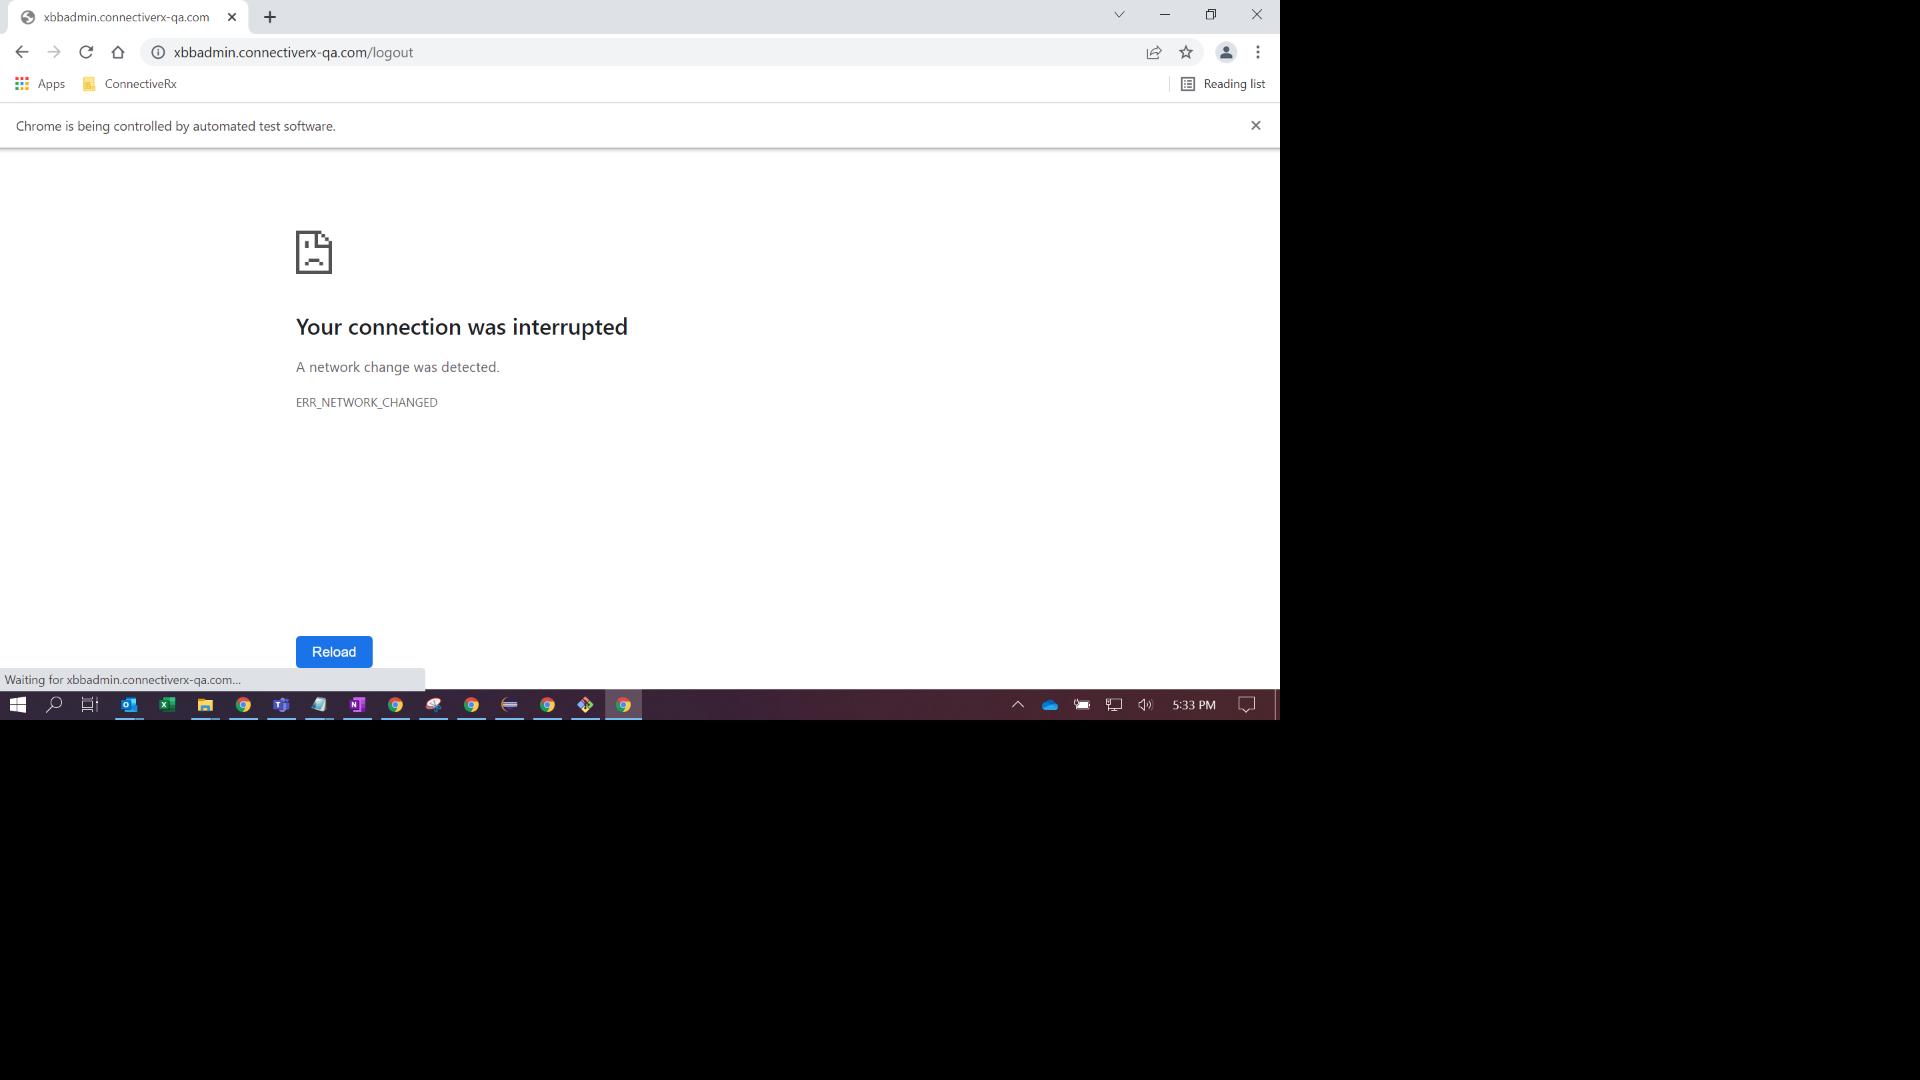 xbbadmin.connectiverx-qa.com
xbbadmin.connectiverx-qa.com/logout
Apps ConnectiveRx Reading list
Chrome is being controlled by automated test software.
Your connection was interrupted
A network change was detected.
ERR_NETWORK_CHANGED
Reload
Waiting for xbbadmin.connectiverx-qa.com...
5:33 PM